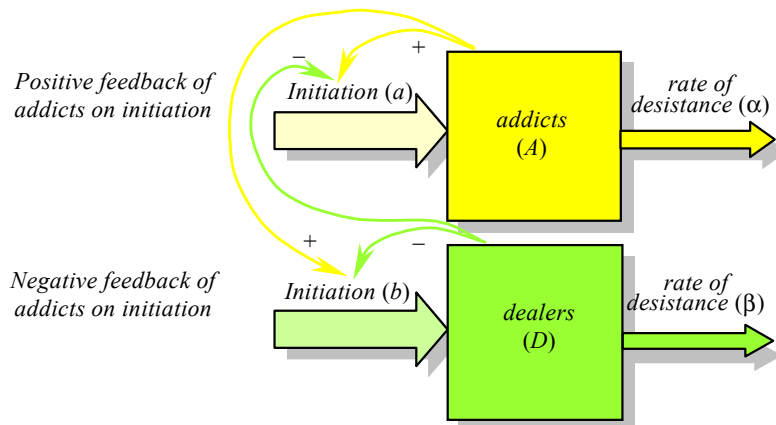 +
–
Positive feedback of
addicts on initiation
Initiation (a)
addicts
(A)
rate of
desistance (α)
+
–
Negative feedback of
addicts on initiation
Initiation (b)
dealers
(D)
rate of
desistance (β)